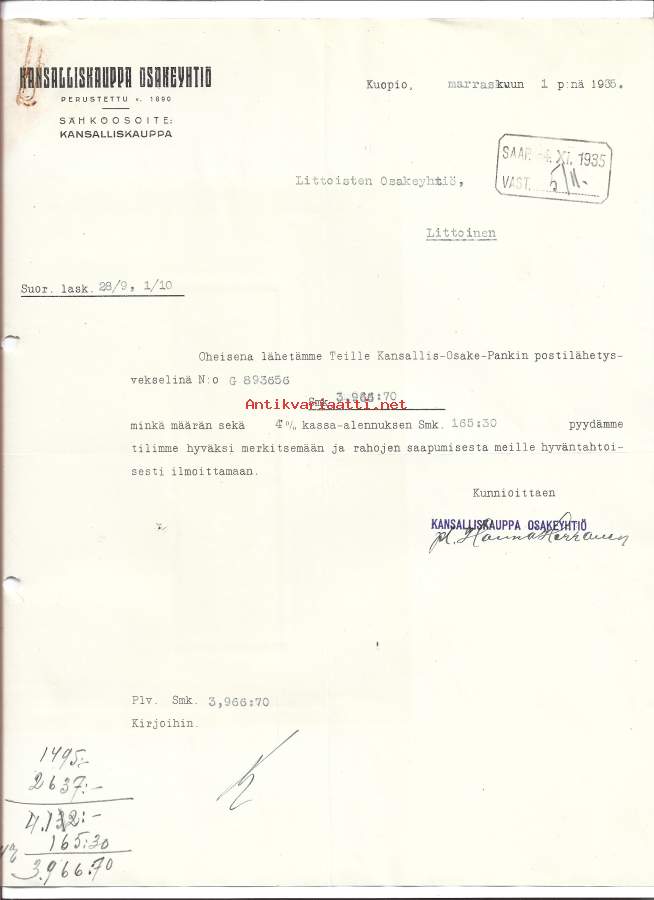 KANSALLISKAUPPA OSAKEYHTIÖ
PERUSTETTU v. 1890
SÄHKÖOSOITE:
KANSALLISKAUPPA
Kuopio, marraskuun 1 p:nä 1935.
SAAP. XI. 1935
VAST. 5/11.
Littoisten Osakeyhtiö,
Littoinen
Suor. lask. 28/9, 1/10
Oheisena lähetämme Teille Kansallis-Osake-Pankin postilähetys-
vekselinä N:o G 893656
Smk 3,966:70
Antikvariaatti.net
minkä määrän sekä 4% kassa-alennuksen Smk. 165:30 pyydämme
tilimme hyväksi merkitsemään ja rahojen saapumisesta meille hyväntahtoi-
sesti ilmoittamaan.
Kunnioittaen
KANSALLISKAUPPA OSAKEYHTIÖ
Plv. Smk. 3,966:70
Kirjoihin.
1495:-
2637:-
4.132:-
165:30
3.966.70